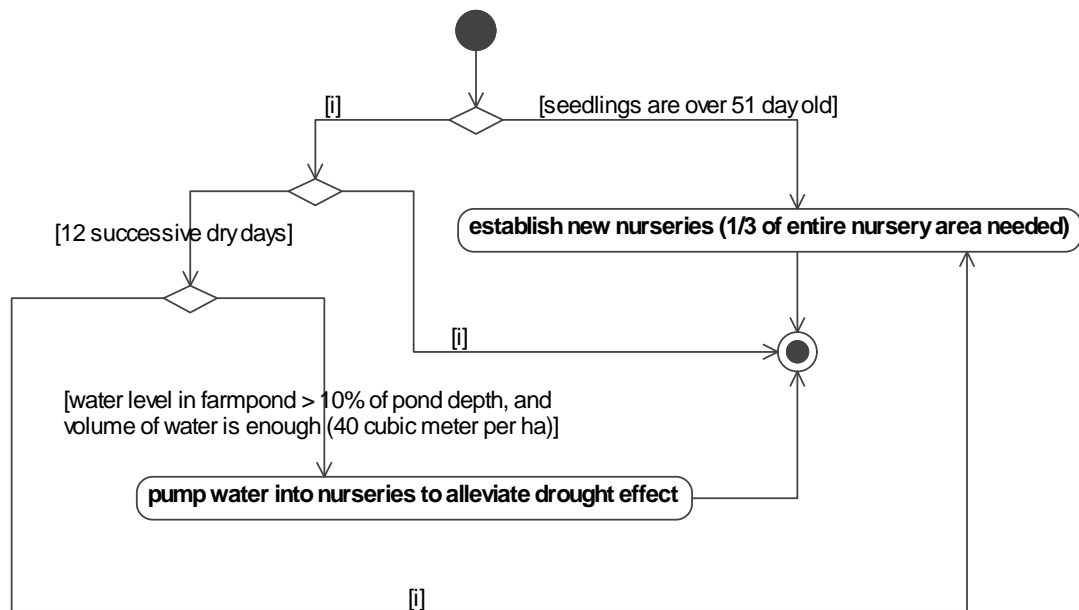 [i]
[seedlings are over 51 day old]
[12 successive dry days]
establish new nurseries (1/3 of entire nursery area needed)
[i]
[water level in farmpond > 10% of pond depth, and
volume of water is enough (40 cubic meter per ha)]
pump water into nurseries to alleviate drought effect
[i]